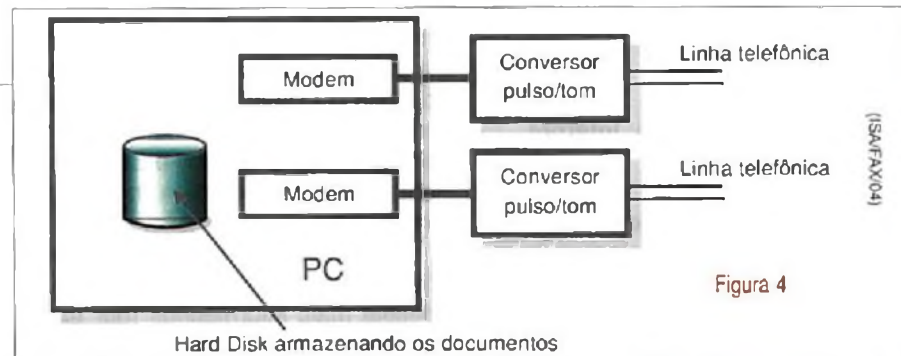 Modem
Conversor
pulso/tom
Linha telefônica
Modem
Conversor
pulso/tom
Linha telefônica
PC
(ISA/FAX/04)
Figura 4
Hard Disk armazenando os documentos